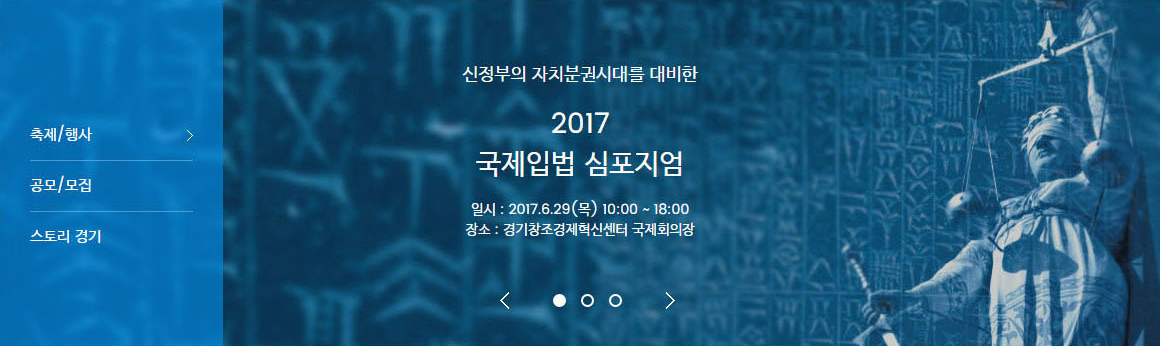 축제/행사
공모/모집
스토리 경기
신정부의 자치분권시대를 대비한
2017
국제입법 심포지엄
일시 : 2017.6.29(목) 10:00 ~ 18:00
장소 : 경기창조경제혁신센터 국제회의장